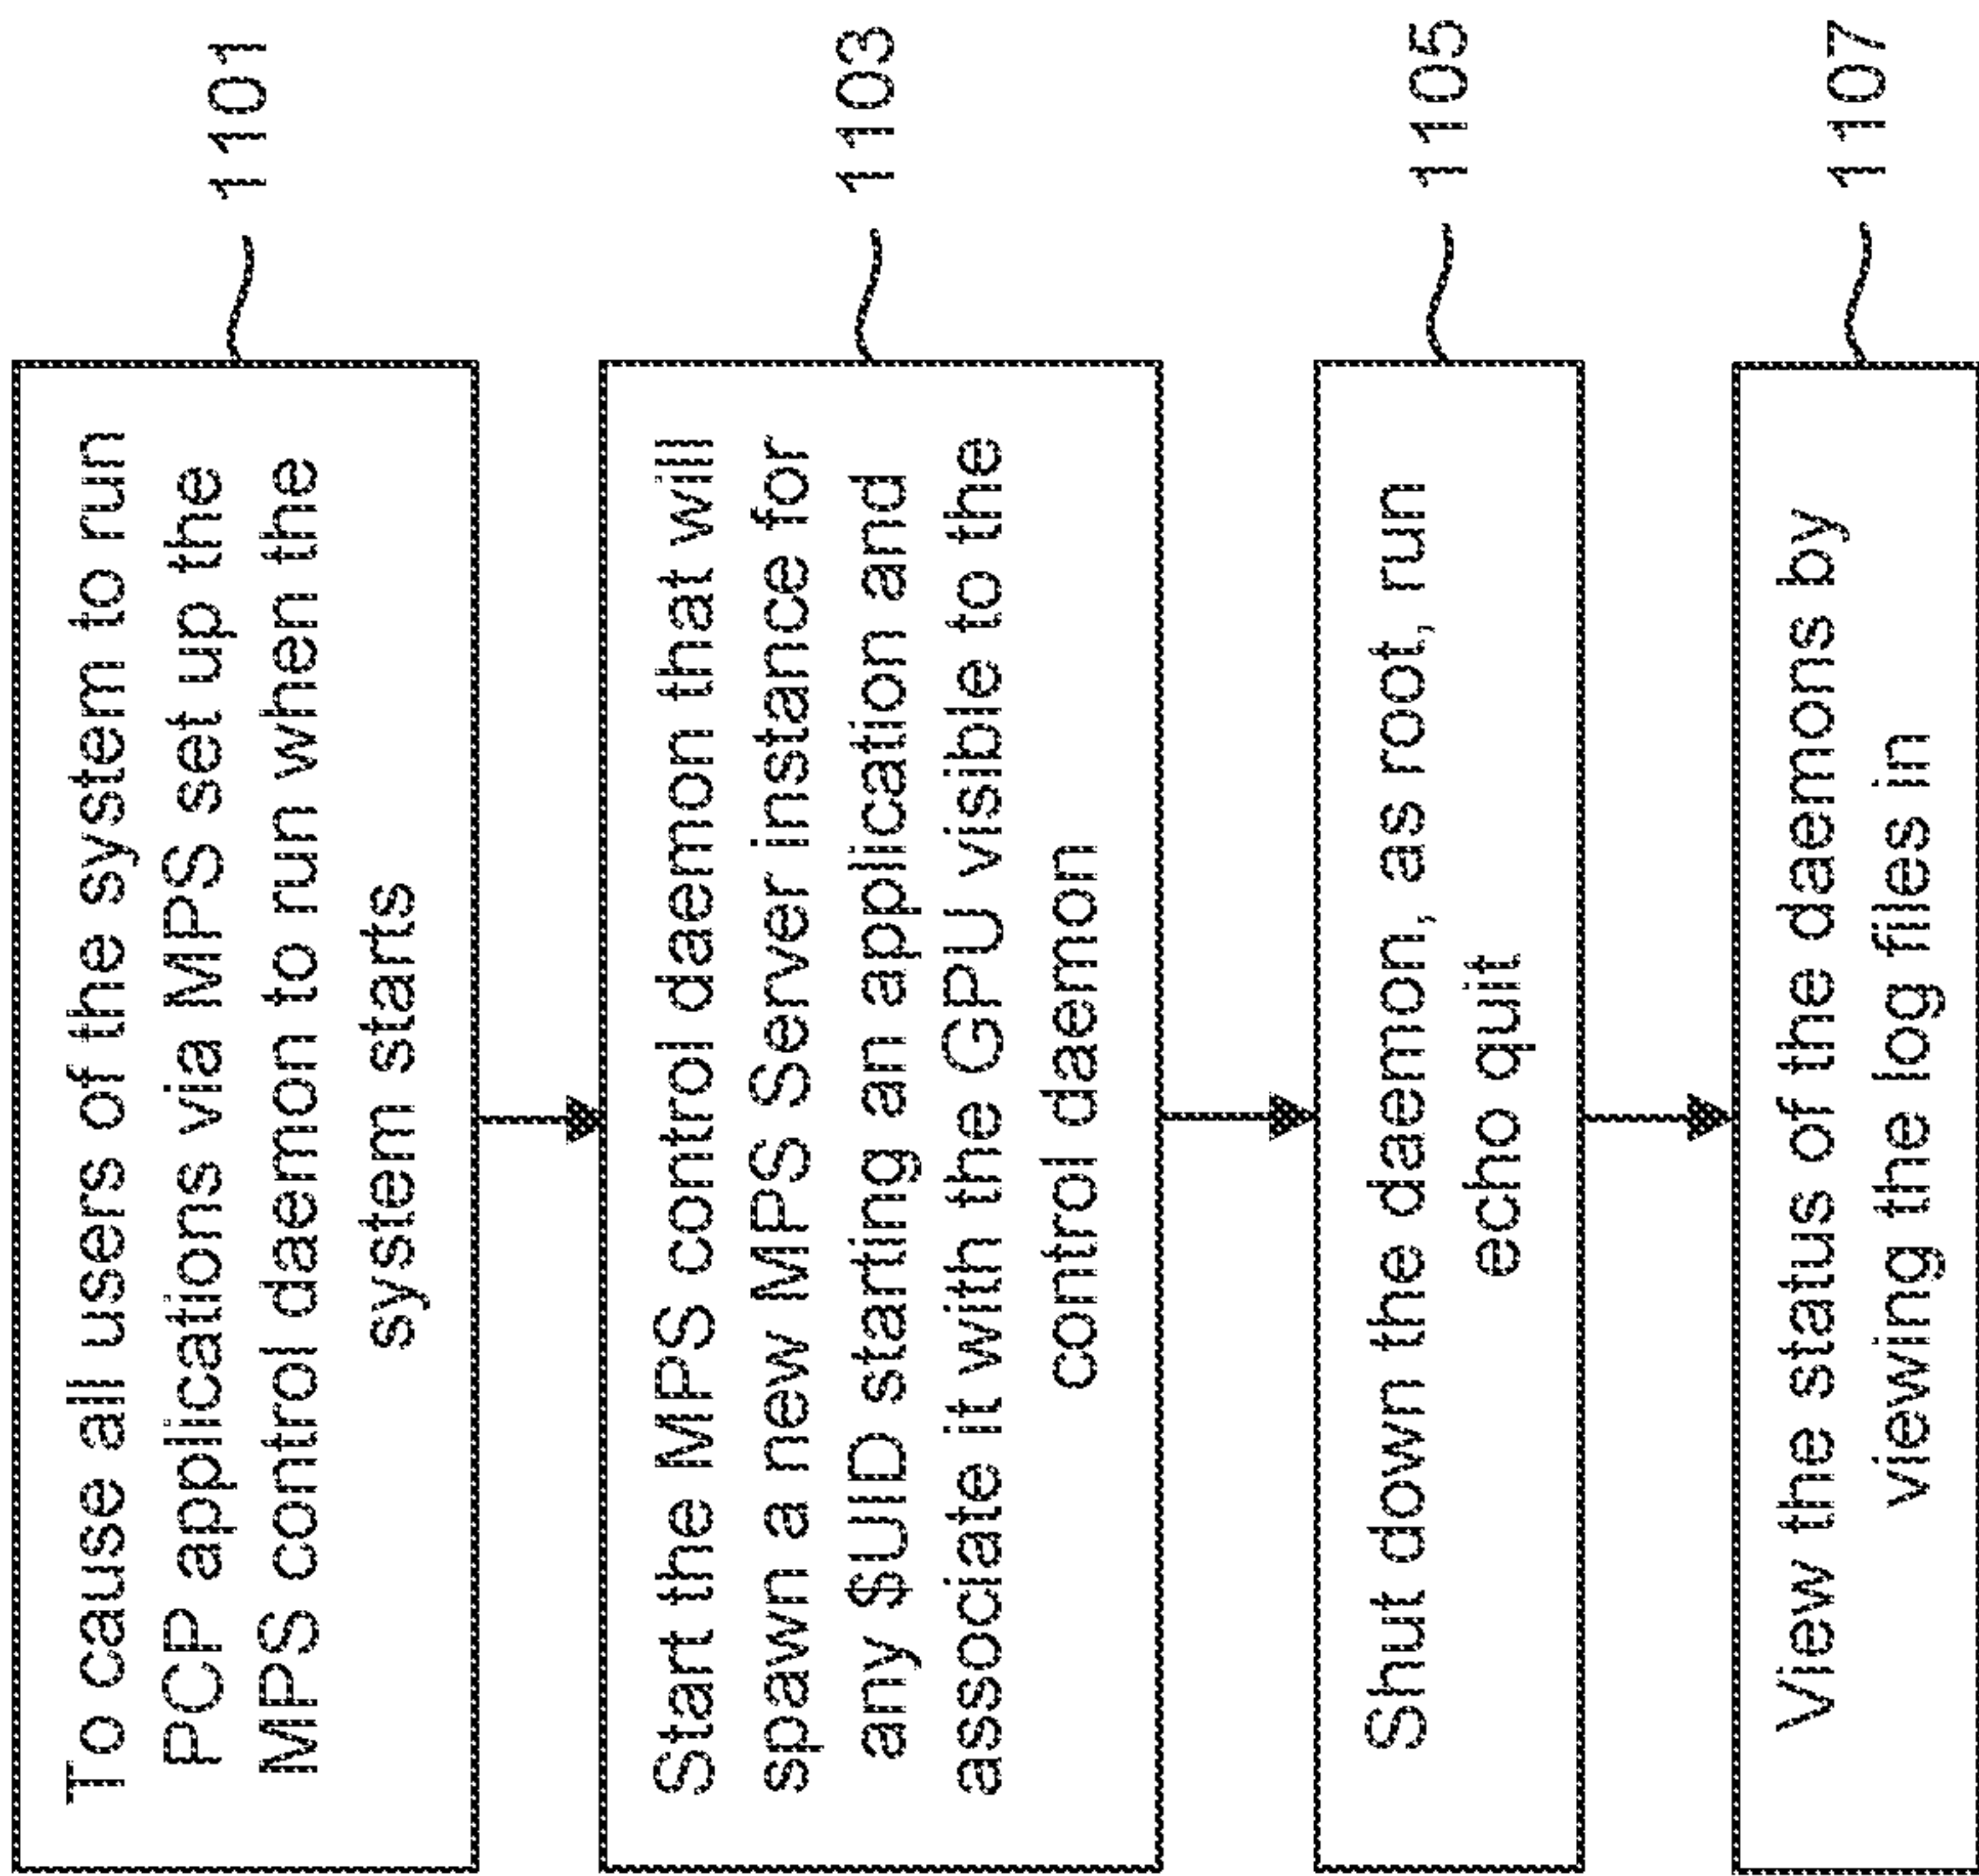 To cause all users of the system to run
PCP applications via MPS set up the
MPS control daemon to run when the
system starts
1101
Start the MPS control daemon that will
spawn a new MPS Server instance for
any $UID starting an application and
associate it with the GPU visible to the
control daemon
1103
Shut down the daemon, as root, run
echo quit
1105
View the status of the daemons by
viewing the log files in
1107